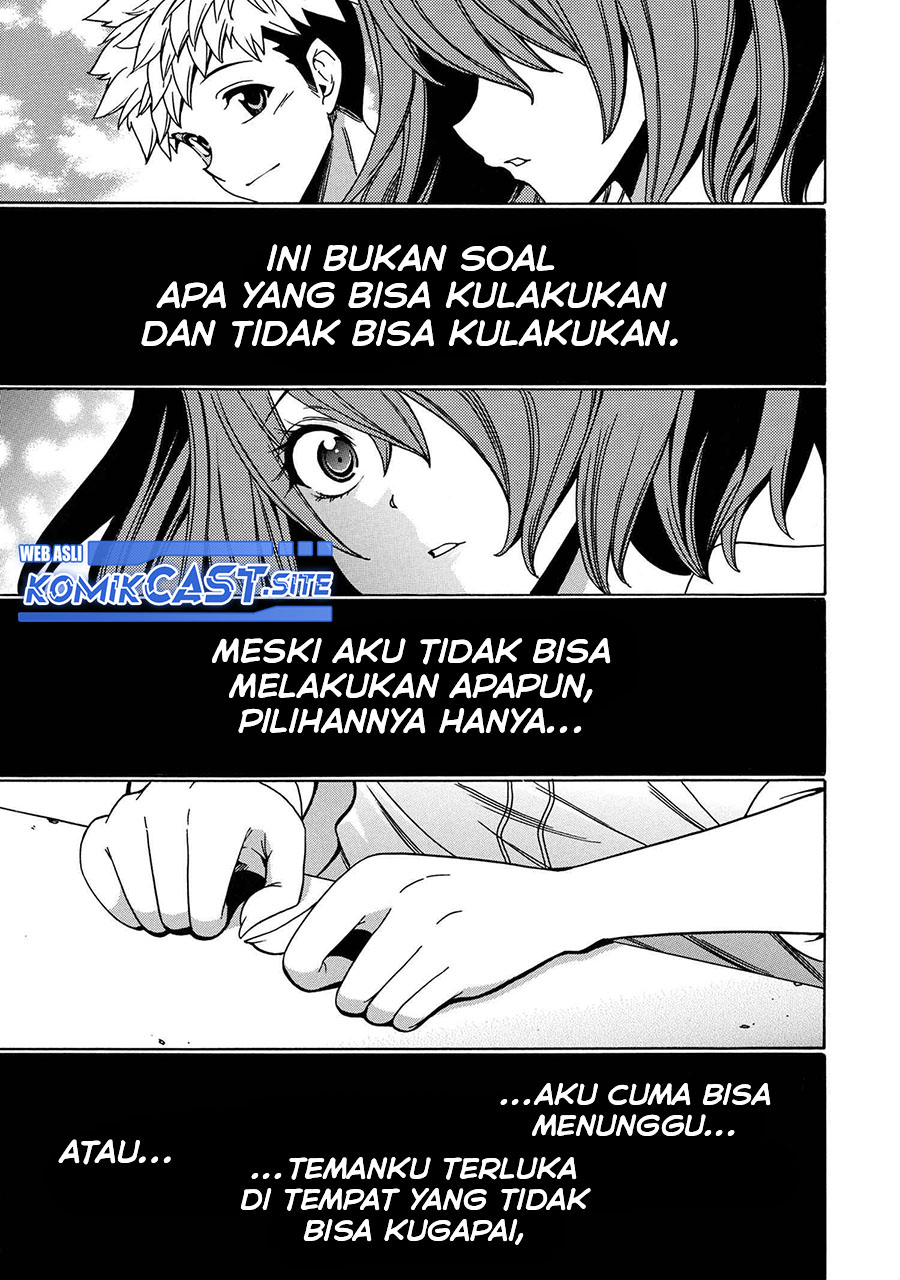 INI BUKAN SOAL
APA YANG BISA KULAKUKAN
DAN TIDAK BISA KULAKUKAN.
WEB ASLI
KOMIKCAST.SITE
MESKI AKU TIDAK BISA
MELAKUKAN APAPUN,
PILIHANNYA HANYA...
...AKU CUMA BISA
MENUNGGU...
...TEMANKU TERLUKA
DI TEMPAT YANG TIDAK
BISA KUGAPAI,
ATAU...